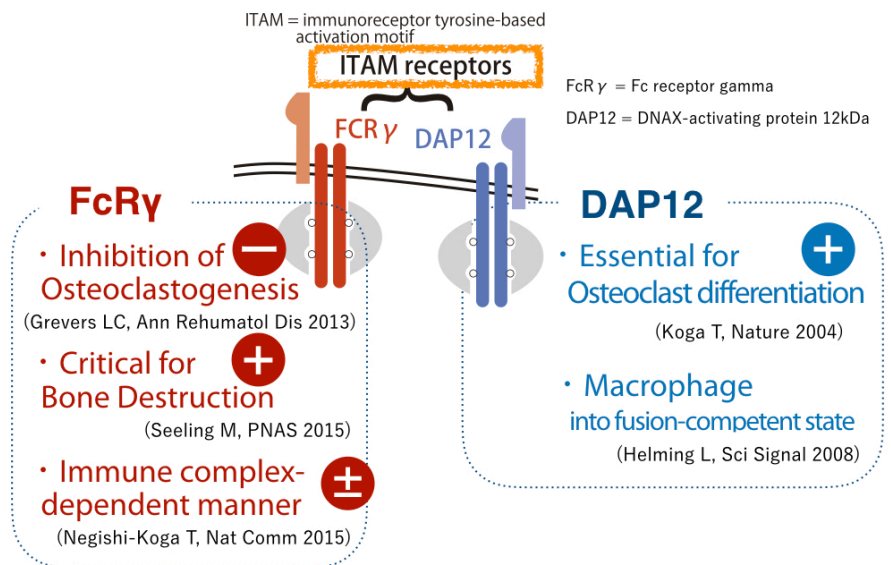 ITAM = immunoreceptor tyrosine-based
activation motif
ITAM receptors
FcR γ = Fc receptor gamma
DAP12 = DNAX-activating protein 12kDa
FCR γ
DAP12
FcRγ
・Inhibition of
Osteoclastogenesis
−
(Grevers LC, Ann Rehumatol Dis 2013)
・Critical for
Bone Destruction
+
(Seeling M, PNAS 2015)
・Immune complex-
dependent manner
±
(Negishi-Koga T, Nat Comm 2015)
DAP12
・Essential for
Osteoclast differentiation
+
(Koga T, Nature 2004)
・Macrophage
into fusion-competent state
(Helming L, Sci Signal 2008)